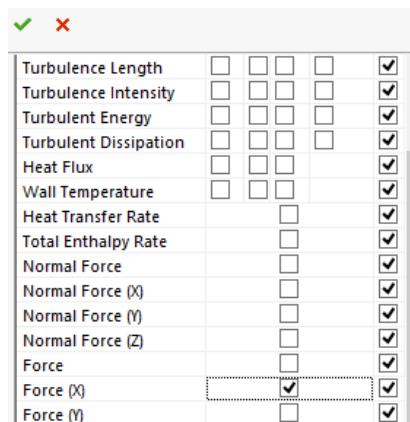 Turbulence Length
Turbulence Intensity
Turbulent Energy
Turbulent Dissipation
Heat Flux
Wall Temperature
Heat Transfer Rate
Total Enthalpy Rate
Normal Force
Normal Force (X)
Normal Force (Y)
Normal Force (Z)
Force
Force (X)
Force (Y)